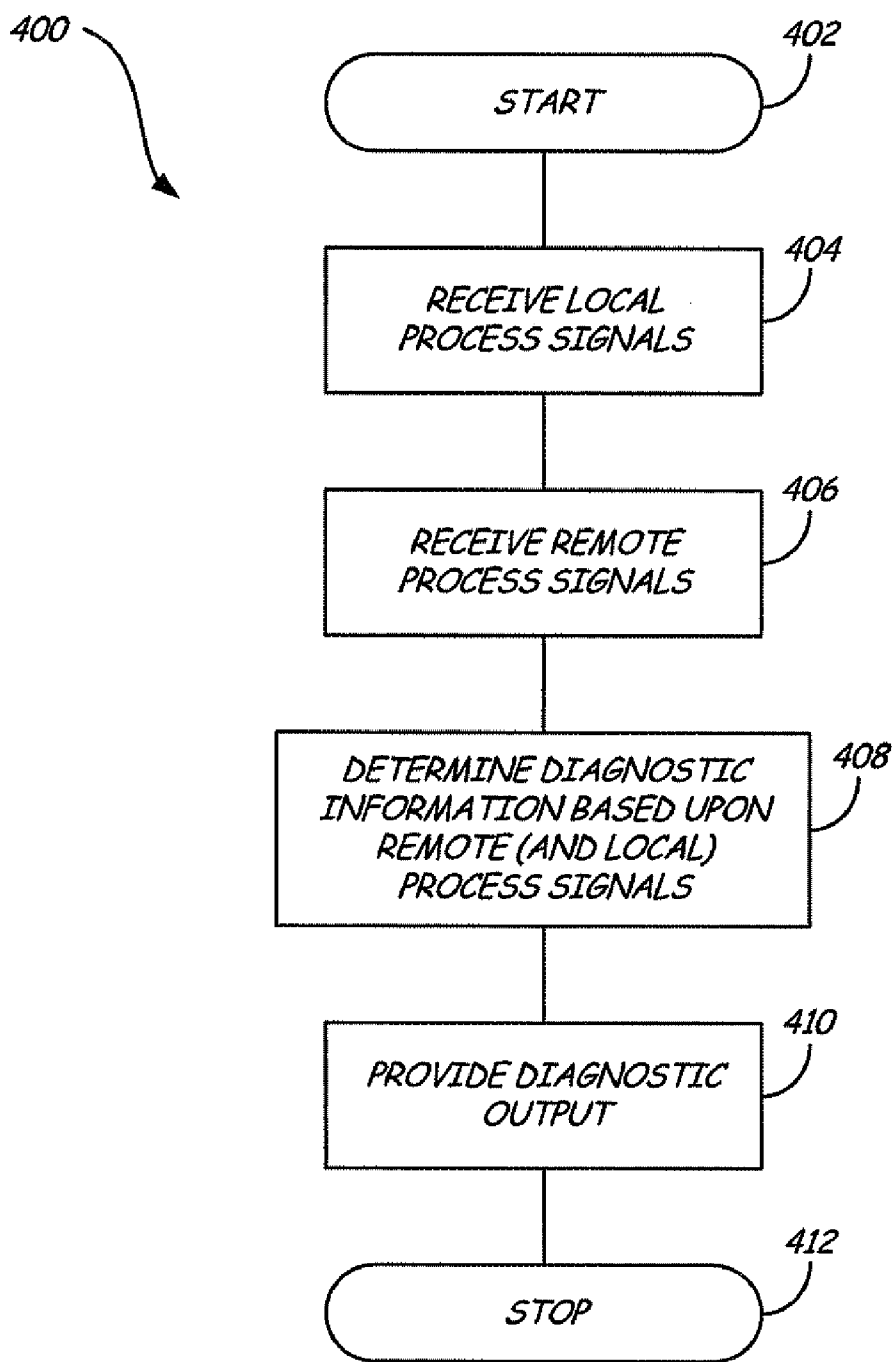 400
402
START
404
RECEIVE LOCAL
PROCESS SIGNALS
406
RECEIVE REMOTE
PROCESS SIGNALS
408
DETERMINE DIAGNOSTIC
INFORMATION BASED UPON
REMOTE (AND LOCAL)
PROCESS SIGNALS
410
PROVIDE DIAGNOSTIC
OUTPUT
412
STOP